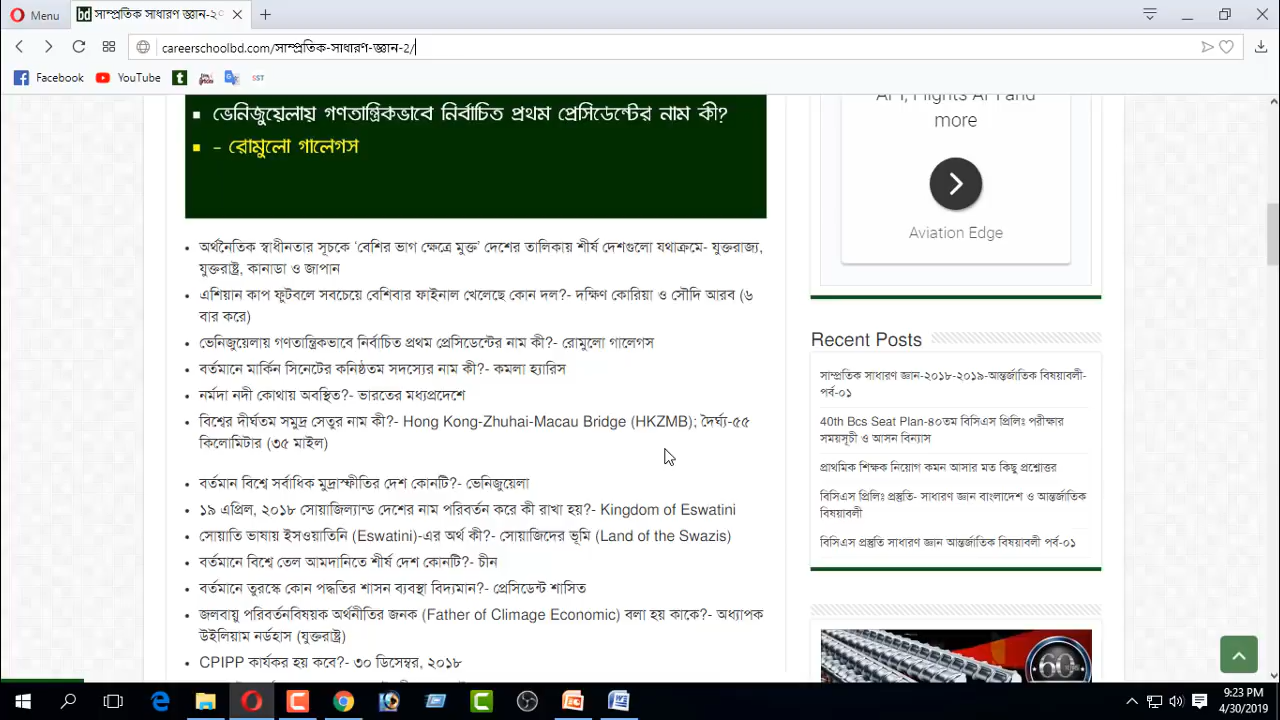 Menu
bd সাম্প্রতিক সাধারণ জ্ঞান-২০
careerschoolbd.com/সাম্প্রতিক-সাধারণ-জ্ঞান-2/
Facebook YouTube t SST
ভেনিজুয়েলায় গণতান্ত্রিকভাবে নির্বাচিত প্রথম প্রেসিডেন্টের নাম কী?
- রোমুলো গালেগস
অর্থনৈতিক স্বাধীনতার সূচকে ‘বেশির ভাগ ক্ষেত্রে মুক্ত’ দেশের তালিকায় শীর্ষ দেশগুলো যথাক্রমে- যুক্তরাজ্য,
যুক্তরাষ্ট্র, কানাডা ও জাপান
এশিয়ান কাপ ফুটবলে সবচেয়ে বেশিবার ফাইনাল খেলেছে কোন দল?- দক্ষিণ কোরিয়া ও সৌদি আরব (৬
বার করে)
ভেনিজুয়েলায় গণতান্ত্রিকভাবে নির্বাচিত প্রথম প্রেসিডেন্টের নাম কী?- রোমুলো গালেগস
বর্তমানে মার্কিন সিনেটের কনিষ্ঠতম সদস্যের নাম কী?- কমলা হ্যারিস
নর্মদা নদী কোথায় অবস্থিত?- ভারতের মধ্যপ্রদেশে
বিশ্বের দীর্ঘতম সমুদ্র সেতুর নাম কী?- Hong Kong-Zhuhai-Macau Bridge (HKZMB); দৈর্ঘ্য-৫৫
কিলোমিটার (৩৫ মাইল)
বর্তমান বিশ্বে সর্বাধিক মুদ্রাস্ফীতির দেশ কোনটি?- ভেনিজুয়েলা
১৯ এপ্রিল, ২০১৮ সোয়াজিল্যান্ড দেশের নাম পরিবর্তন করে কী রাখা হয়?- Kingdom of Eswatini
সোয়াতি ভাষায় ইসওয়াতিনি (Eswatini)-এর অর্থ কী?- সোয়াজিদের ভূমি (Land of the Swazis)
বর্তমানে বিশ্বে তেল আমদানিতে শীর্ষ দেশ কোনটি?- চীন
বর্তমানে তুরস্কে কোন পদ্ধতির শাসন ব্যবস্থা বিদ্যমান?- প্রেসিডেন্ট শাসিত
জলবায়ু পরিবর্তনবিষয়ক অর্থনীতির জনক (Father of Climage Economic) বলা হয় কাকে?- অধ্যাপক
উইলিয়াম নর্ডহাস (যুক্তরাষ্ট্র)
CPIPP কার্যকর হয় কবে?- ৩০ ডিসেম্বর, ২০১৮
API, Flights API and
more
Aviation Edge
Recent Posts
সাম্প্রতিক সাধারণ জ্ঞান-২০১৮-২০১৯-আন্তর্জাতিক বিষয়াবলী-
পর্ব-০১
40th Bcs Seat Plan-৪০তম বিসিএস প্রিলিঃ পরীক্ষার
সময়সূচী ও আসন বিন্যাস
প্রাথমিক শিক্ষক নিয়োগ কমন আসার মত কিছু প্রশ্নোত্তর
বিসিএস প্রিলিঃ প্রস্তুতি- সাধারণ জ্ঞান বাংলাদেশ ও আন্তর্জাতিক
বিষয়াবলী
বিসিএস প্রস্তুতি সাধারণ জ্ঞান আন্তর্জাতিক বিষয়াবলী পর্ব-০১
60
9:23 PM
4/30/2019